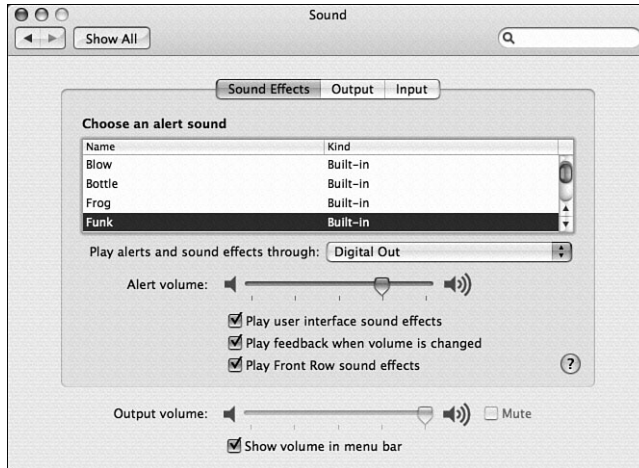 Sound
Show All
Sound Effects Output Input
Choose an alert sound
Name Kind
Blow Built-in
Bottle Built-in
Frog Built-in
Funk Built-in
Play alerts and sound effects through: Digital Out
Alert volume:
Play user interface sound effects
Play feedback when volume is changed
Play Front Row sound effects
?
Output volume: Mute
Show volume in menu bar